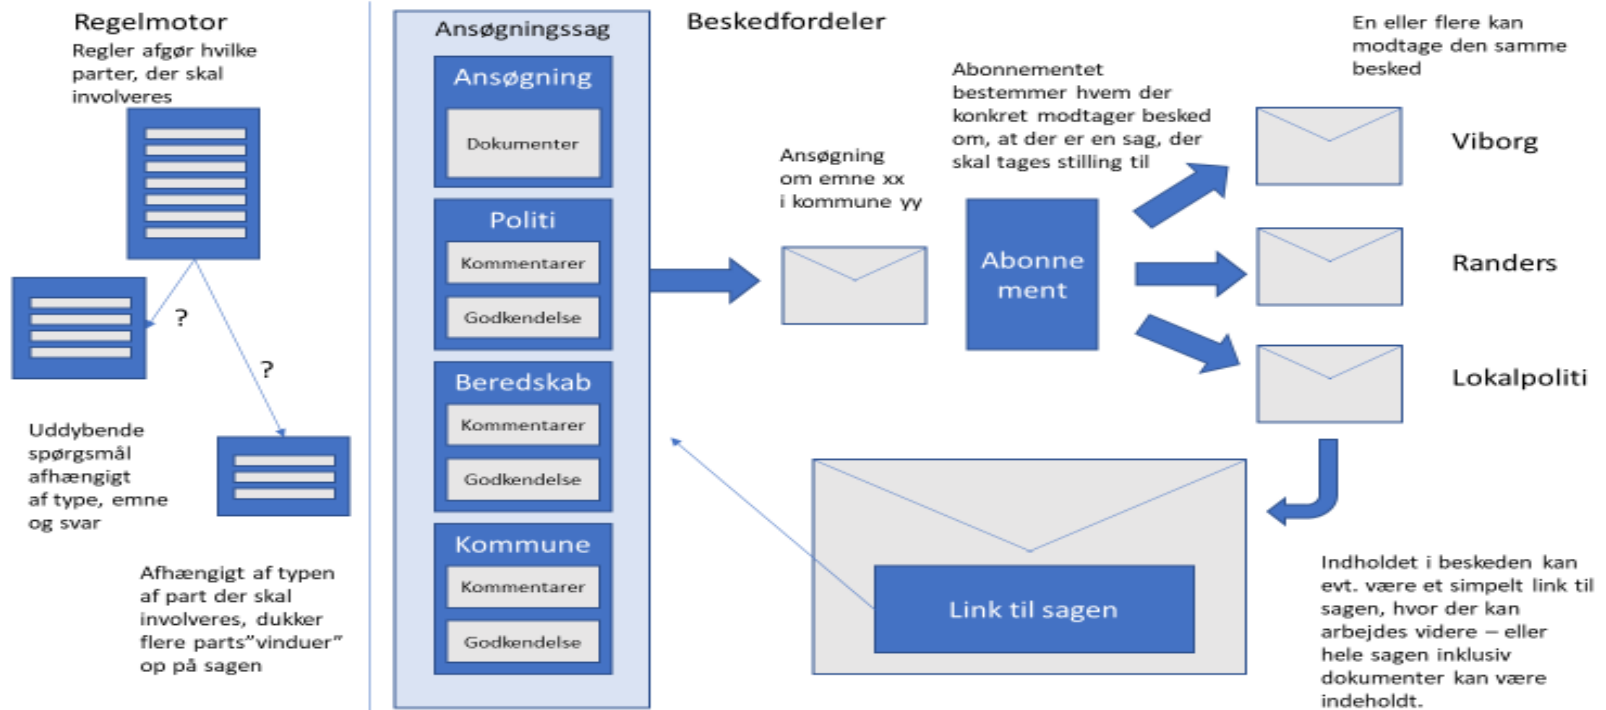 Regelmotor
Regler afgør hvilke
parter, der skal
involveres
?
?
Uddybende
spørgsmål
afhængigt
af type, emne
og svar
Afhængigt af typen
af part der skal
involveres, dukker
flere parts”vinduer”
op på sagen
Ansøgningssag
Ansøgning
Dokumenter
Politi
Kommentarer
Godkendelse
Beredskab
Kommentarer
Godkendelse
Kommune
Kommentarer
Godkendelse
Beskedfordeler
Ansøgning
om emne xx
i kommune yy
Abonnementet
bestemmer hvem der
konkret modtager besked
om, at der er en sag, der
skal tages stilling til
Abonne
ment
En eller flere kan
modtage den samme
besked
Viborg
Randers
Lokalpoliti
Link til sagen
Indholdet i beskeden kan
evt. være et simpelt link til
sagen, hvor der kan
arbejdes videre – eller
hele sagen inklusiv
dokumenter kan være
indeholdt.